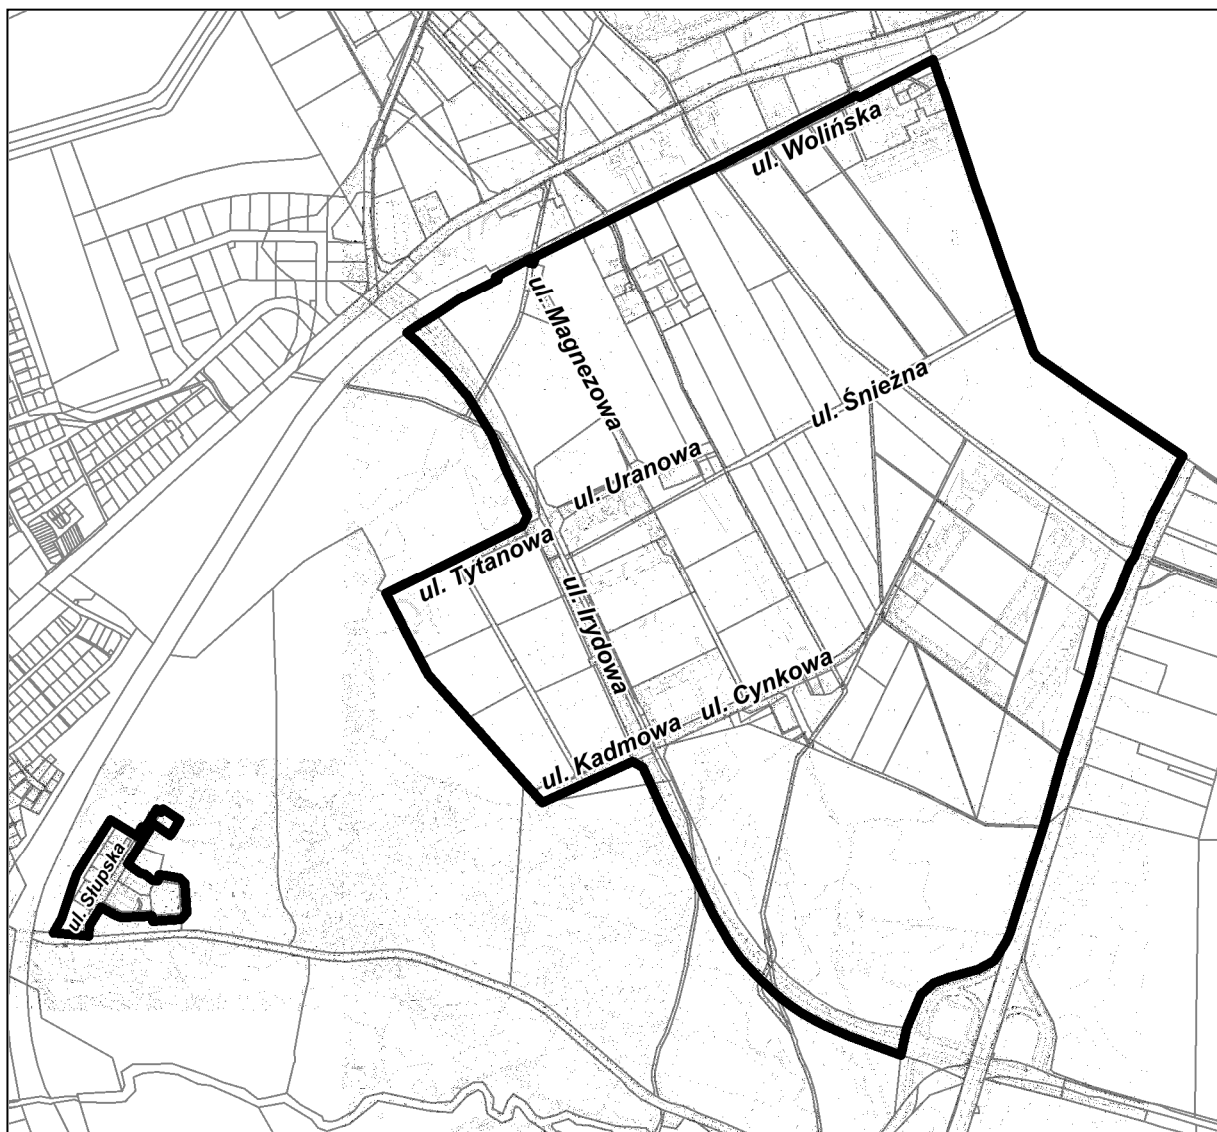 ul. Wolińska
ul. Magnezowa
ul. Śnieżna
ul. Uranowa
ul. Tytanowa
ul. Irydowa
ul. Cynkowa
ul. Kadmowa
ul. Słupska